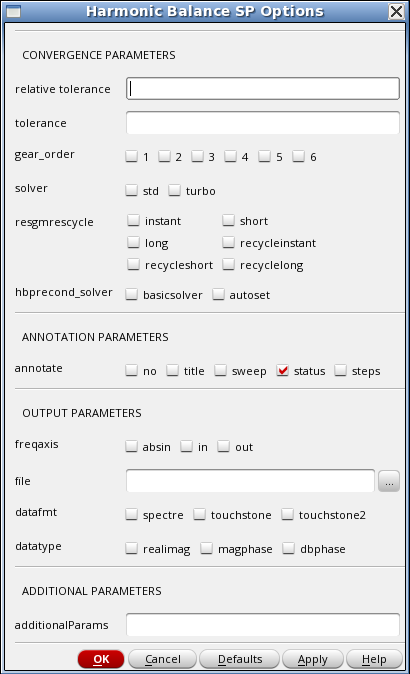 Harmonic Balance SP Options
CONVERGENCE PARAMETERS
relative tolerance
tolerance
gear_order 1 2 3 4 5 6
solver std turbo
resgmrescycle instant short
long recycleinstant
recycleshort recyclelong
hbprecond_solver basicsolver autoset
ANNOTATION PARAMETERS
annotate no title sweep status steps
OUTPUT PARAMETERS
freqaxis absin in out
file ...
datafmt spectre touchstone touchstone2
datatype realimag magphase dbphase
ADDITIONAL PARAMETERS
additionalParams
OK Cancel Defaults Apply Help